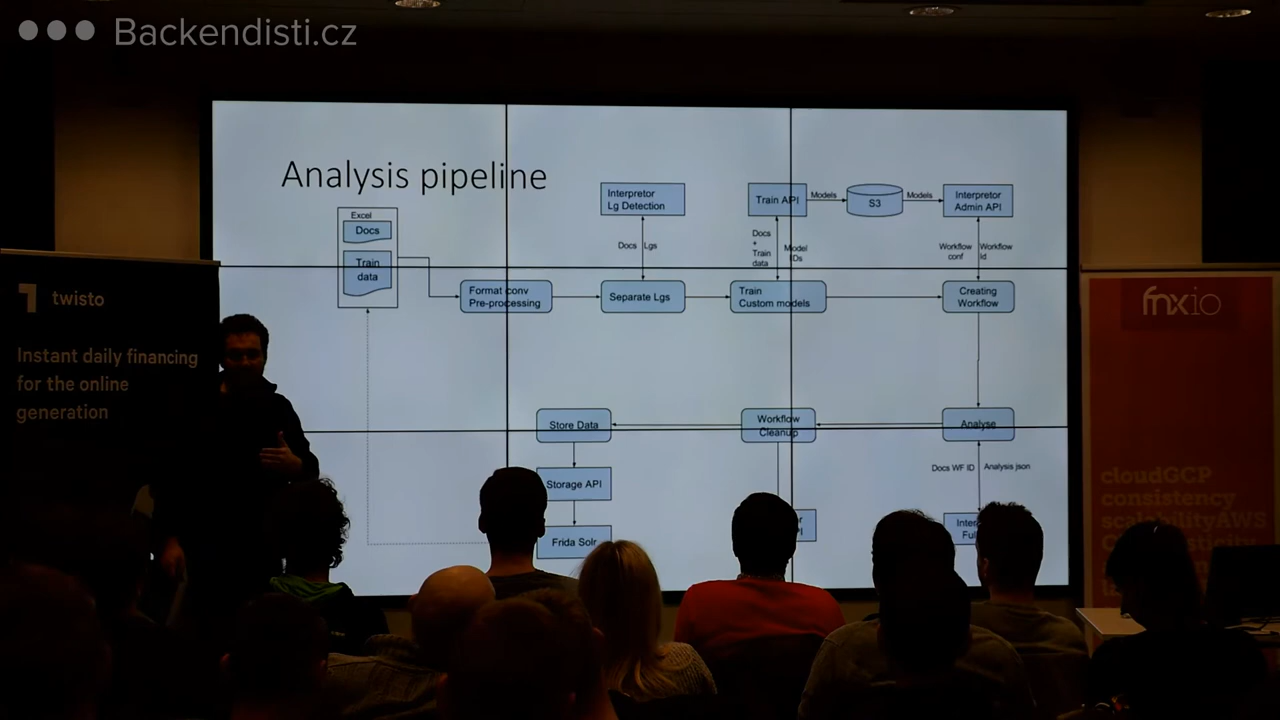 Backendisti.cz
Analysis pipeline
Excel
Docs
Train
data
Interpretor
Lg Detection
Train API
Models
S3
Models
Interpretor
Admin API
Docs
Lgs
Docs
+
Train
data
Model
IDs
Workflow
conf
Workflow
id
Format conv
Pre-processing
Separate Lgs
Train
Custom models
Creating
Workflow
Store Data
Workflow
Cleanup
Analyse
Docs WF ID
Analysis json
Storage API
Frida Solr
twisto
Instant daily financing
for the online
generation
fnxio
cloudGCP
consistency
scalabilityAWS